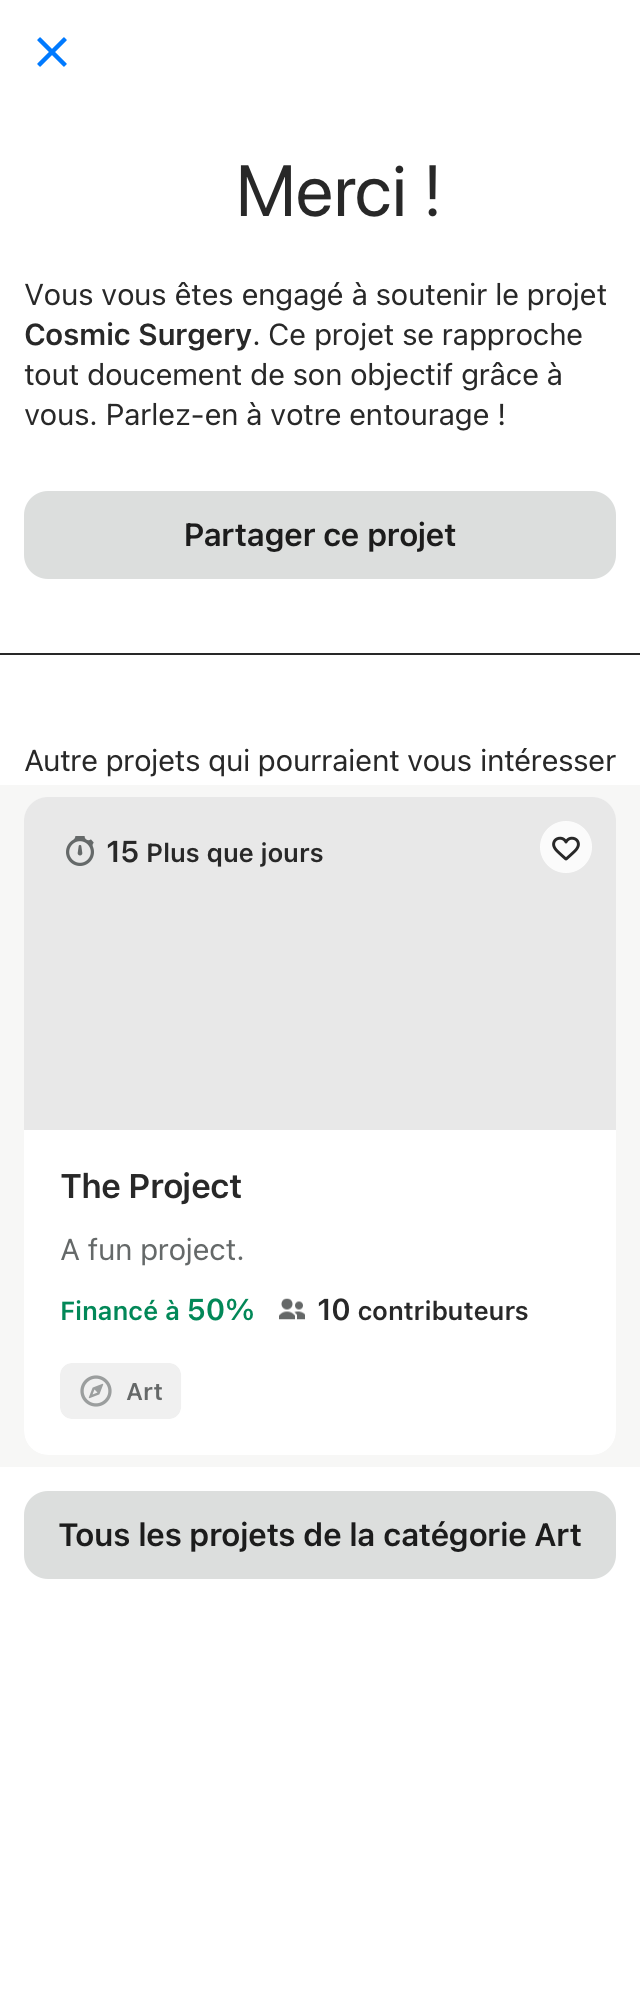 Merci !
Vous vous êtes engagé à soutenir le projet
Cosmic Surgery. Ce projet se rapproche
tout doucement de son objectif grâce à
vous. Parlez-en à votre entourage !
Partager ce projet
Autre projets qui pourraient vous intéresser
15 Plus que jours
The Project
A fun project.
Financé à 50% 10 contributeurs
Art
Tous les projets de la catégorie Art